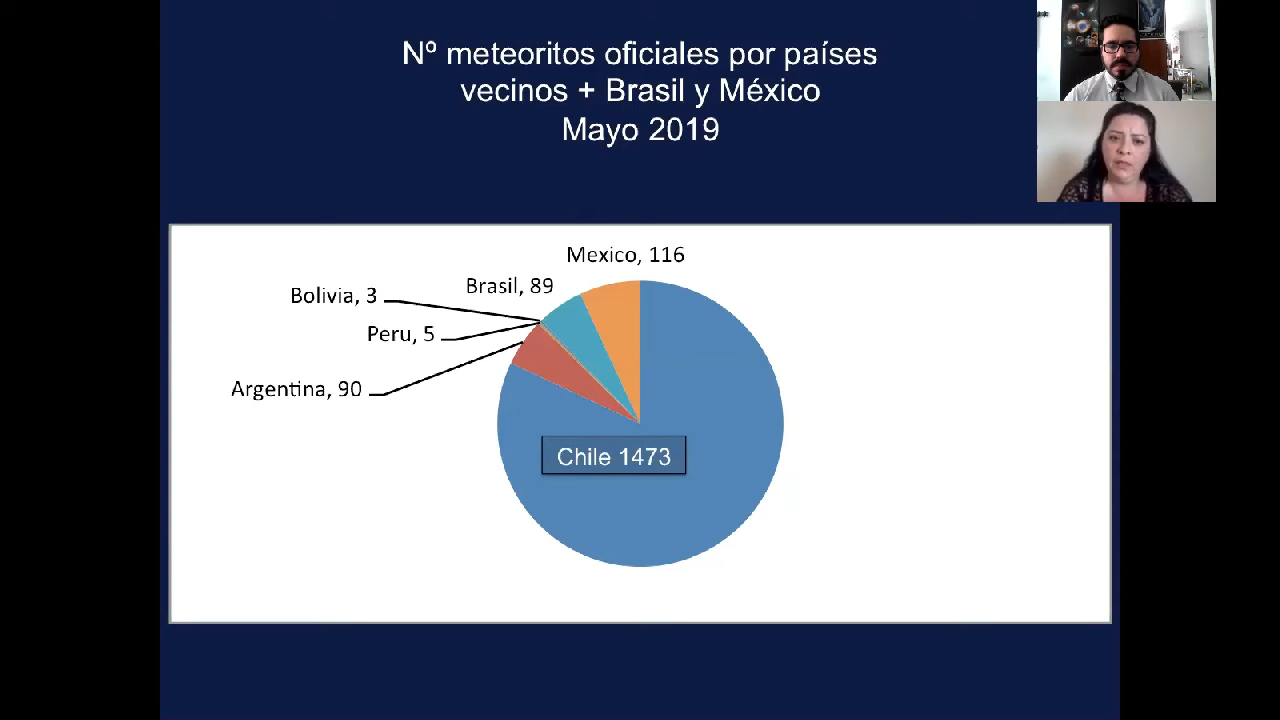 Nº meteoritos oficiales por países
vecinos + Brasil y México
Mayo 2019
Mexico, 116
Brasil, 89
Bolivia, 3
Peru, 5
Argentina, 90
Chile 1473